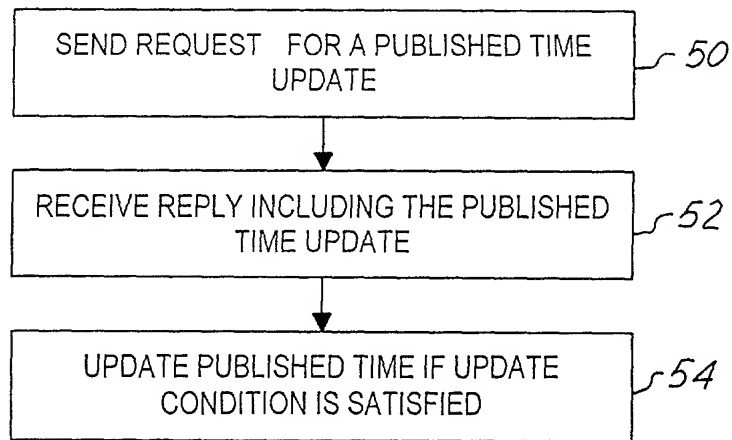 SEND REQUEST FOR A PUBLISHED TIME
UPDATE
50
RECEIVE REPLY INCLUDING THE PUBLISHED
TIME UPDATE
52
UPDATE PUBLISHED TIME IF UPDATE
CONDITION IS SATISFIED
54